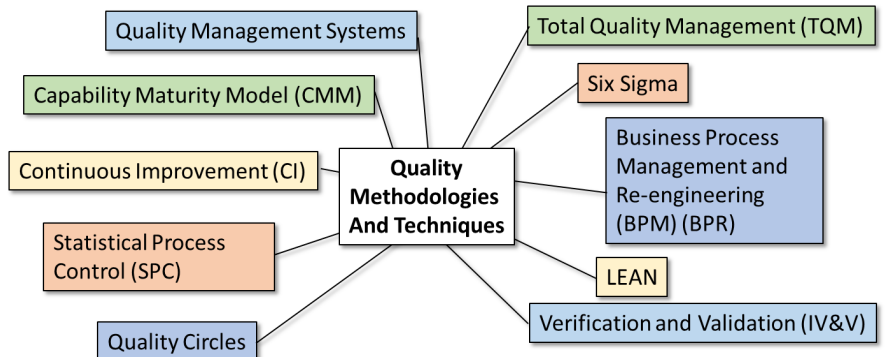 Quality Management Systems
Total Quality Management (TQM)
Capability Maturity Model (CMM)
Six Sigma
Continuous Improvement (CI)
Quality
Methodologies
And Techniques
Business Process
Management and
Re-engineering
(BPM) (BPR)
Statistical Process
Control (SPC)
LEAN
Quality Circles
Verification and Validation (IV&V)